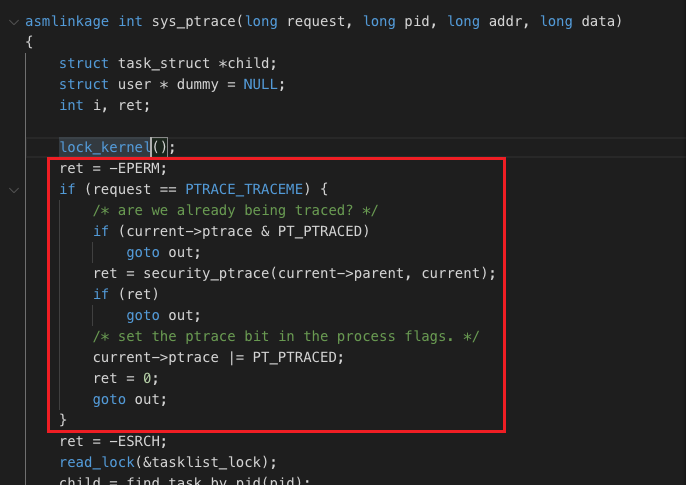 asmlinkage int sys_ptrace(long request, long pid, long addr, long data)
{
struct task_struct *child;
struct user * dummy = NULL;
int i, ret;
lock_kernel();
ret = -EPERM;
if (request == PTRACE_TRACEME) {
/* are we already being traced? */
if (current->ptrace & PT_PTRACED)
goto out;
ret = security_ptrace(current->parent, current);
if (ret)
goto out;
/* set the ptrace bit in the process flags. */
current->ptrace |= PT_PTRACED;
ret = 0;
goto out;
}
ret = -ESRCH;
read_lock(&tasklist_lock);
child = find_task_by_pid(pid);